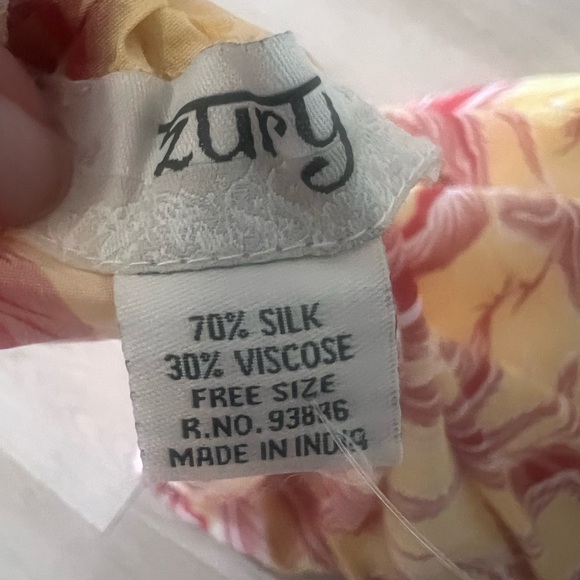 zury
70% SILK
30% VISCOSE
FREE SIZE
R.NO. 93836
MADE IN INDIA